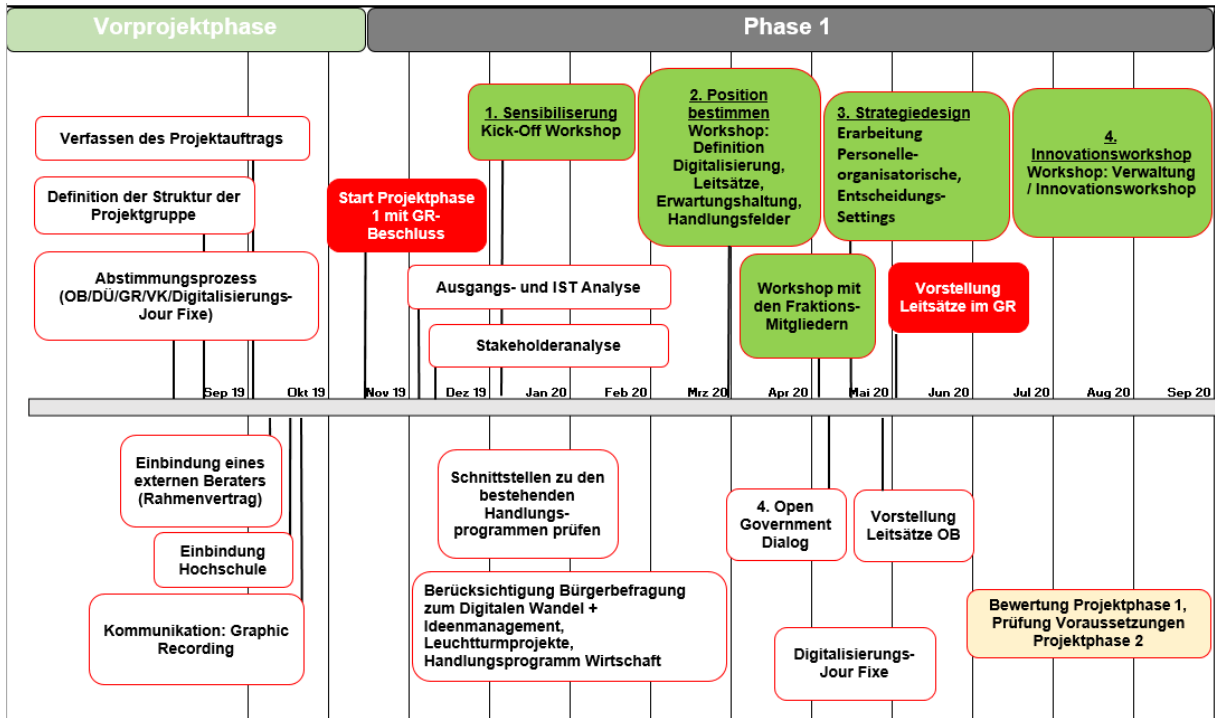 Vorprojektphase
Phase 1
Verfassen des Projektauftrags
Definition der Struktur der
Projektgruppe
Abstimmungsprozess
(OB/DÜ/GR/VK/Digitalisierungs-
Jour Fixe)
Start Projektphase
1 mit GR-
Beschluss
1. Sensibiliserung
Kick-Off Workshop
2. Position
bestimmen
Workshop:
Definition
Digitalisierung,
Leitsätze,
Erwartungshaltung,
Handlungsfelder
3. Strategiedesign
Erarbeitung
Personelle-
organisatorische,
Entscheidungs-
Settings
4.
Innovationsworkshop
Workshop: Verwaltung
/ Innovationsworkshop
Ausgangs- und IST Analyse
Stakeholderanalyse
Workshop mit
den Fraktions-
Mitgliedern
Vorstellung
Leitsätze im GR
Sep 19
Okt 19
Nov 19
Dez 19
Jan 20
Feb 20
Mrz 20
Apr 20
Mai 20
Jun 20
Jul 20
Aug 20
Sep 20
Einbindung eines
externen Beraters
(Rahmenvertrag)
Einbindung
Hochschule
Kommunikation: Graphic
Recording
Schnittstellen zu den
bestehenden
Handlungs-
programmen prüfen
Berücksichtigung Bürgerbefragung
zum Digitalen Wandel +
Ideenmanagement,
Leuchtturmprojekte,
Handlungsprogramm Wirtschaft
4. Open
Government
Dialog
Vorstellung
Leitsätze OB
Digitalisierungs-
Jour Fixe
Bewertung Projektphase 1,
Prüfung Voraussetzungen
Projektphase 2